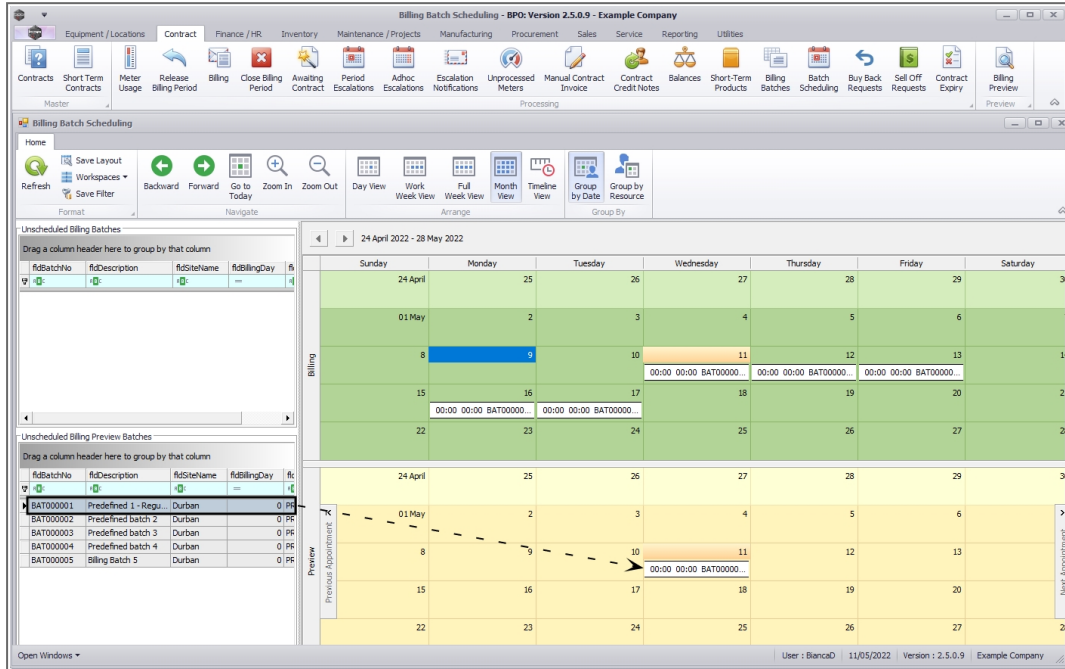 Billing Batch Scheduling - BPO: Version 2.5.0.9 - Example Company
Equipment / Locations Contract Finance / HR Inventory Maintenance / Projects Manufacturing Procurement Sales Service Reporting Utilities
Contracts Short Term Contracts Meter Usage Release Billing Period Billing Close Billing Period Awaiting Contract Period Escalations Adhoc Escalations Escalation Notifications Unprocessed Meters Manual Contract Invoice Contract Credit Notes Balances Short-Term Products Billing Batches Batch Scheduling Buy Back Requests Sell Off Requests Contract Expiry Billing Preview
Master Processing Preview
Billing Batch Scheduling
Home
Refresh Save Layout Workspaces Save Filter Backward Forward Go to Today Zoom In Zoom Out Day View Work Week View Full Week View Month View Timeline View Group by Date Group by Resource
Format Navigate Arrange Group By
Unscheduled Billing Batches
Drag a column header here to group by that column
fldBatchNo fldDescription fldSiteName fldBillingDay
24 April 2022 - 28 May 2022
Sunday Monday Tuesday Wednesday Thursday Friday Saturday
Billing
24 April 25 26 27 28 29
01 May 2 3 4 5 6
8 9 10 11 12 13
00:00 00:00 BAT00000... 00:00 00:00 BAT00000... 00:00 00:00 BAT00000...
15 16 17 18 19 20
00:00 00:00 BAT00000... 00:00 00:00 BAT00000...
22 23 24 25 26 27
Unscheduled Billing Preview Batches
Drag a column header here to group by that column
fldBatchNo fldDescription fldSiteName fldBillingDay
BAT000001 Predefined 1 - Regu... Durban 0 PR
BAT000002 Predefined batch 2 Durban 0 PR
BAT000003 Predefined batch 3 Durban 0 PR
BAT000004 Predefined batch 4 Durban 0 PR
BAT000005 Billing Batch 5 Durban 0 PR
Preview
Previous Appointment
Next Appointment
24 April 25 26 27 28 29
01 May 2 3 4 5 6
8 9 10 11 12 13
00:00 00:00 BAT00000...
15 16 17 18 19 20
22 23 24 25 26 27
Open Windows
User : BiancaD 11/05/2022 Version : 2.5.0.9 Example Company